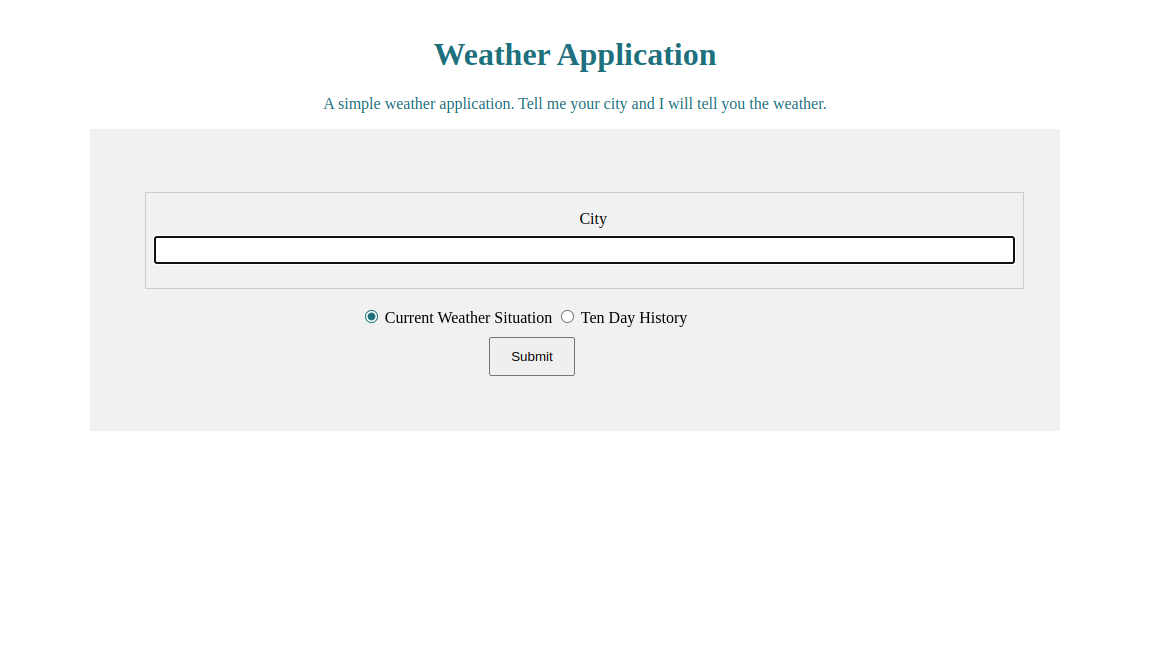 Weather Application
A simple weather application. Tell me your city and I will tell you the weather.
City
Current Weather Situation Ten Day History
Submit